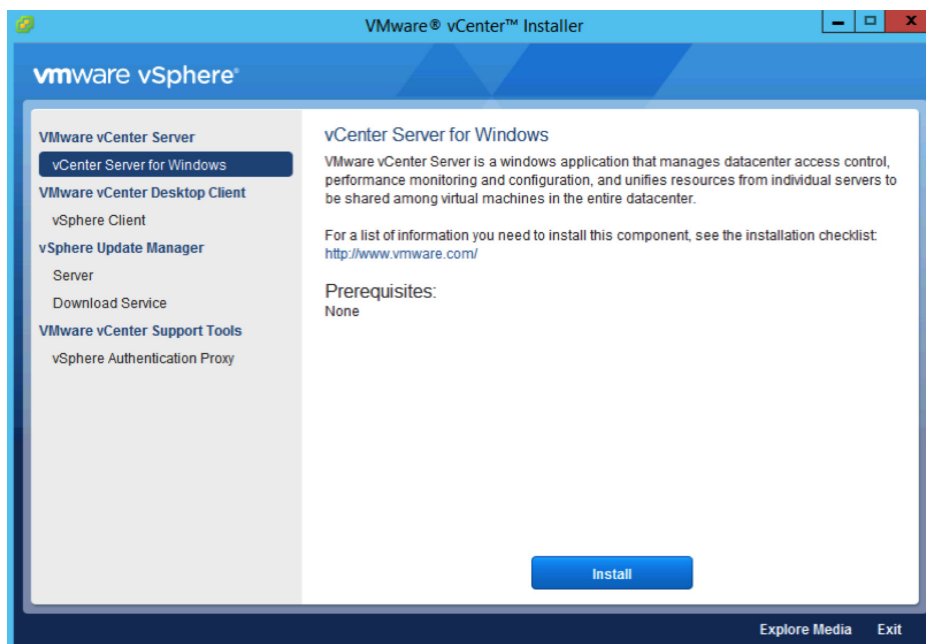 VMware® vCenter™ Installer
vmware vSphere®
VMware vCenter Server
vCenter Server for Windows
VMware vCenter Desktop Client
vSphere Client
vSphere Update Manager
Server
Download Service
VMware vCenter Support Tools
vSphere Authentication Proxy
vCenter Server for Windows
VMware vCenter Server is a windows application that manages datacenter access control,
performance monitoring and configuration, and unifies resources from individual servers to
be shared among virtual machines in the entire datacenter.
For a list of information you need to install this component, see the installation checklist:
http://www.vmware.com/
Prerequisites:
None
Install
Explore Media Exit